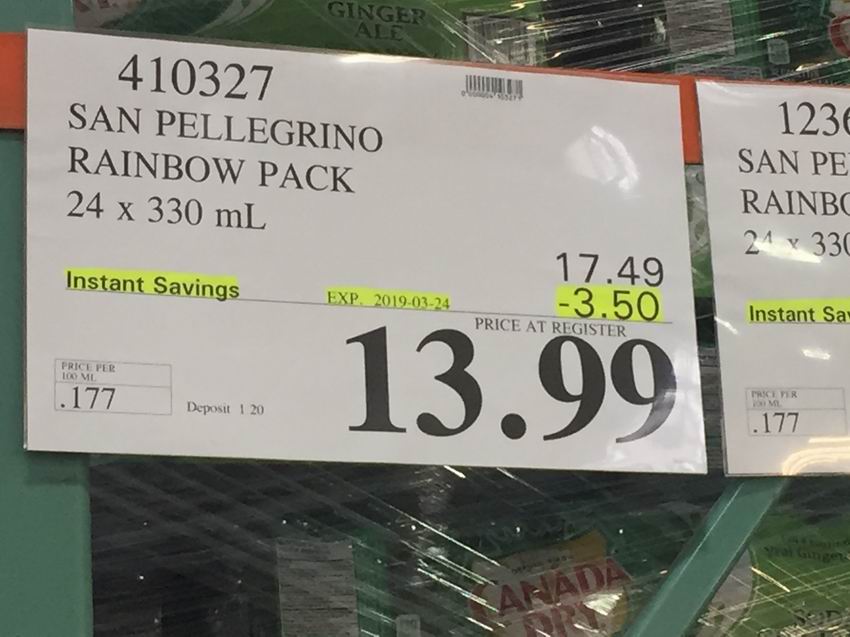 GINGER
ALE
410327
SAN PELLEGRINO
RAINBOW PACK
24 x 330 mL
17.49
Instant Savings EXP. 2019-03-24 -3.50
PRICE AT REGISTER
13.99
PRICE PER
100 ML
.177
Deposit 1 20
1236
SAN PE
RAINBO
24 x 330
Instant Sav
PRICE PER
100 ML
.177
CANADA
DRY